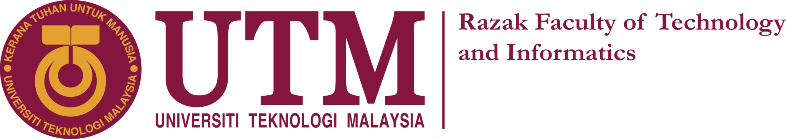 KERANA TUHAN UNTUK MANUSIA
UNIVERSITI TEKNOLOGI MALAYSIA
UTM
UNIVERSITI TEKNOLOGI MALAYSIA
Razak Faculty of Technology
and Informatics